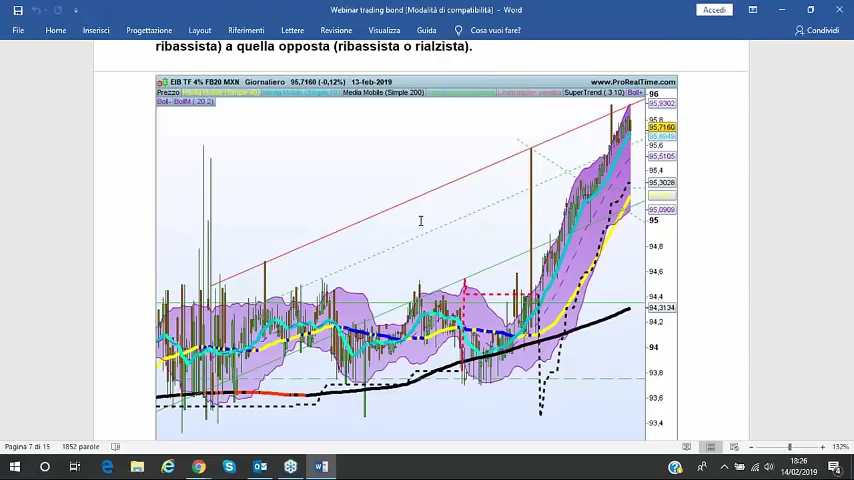 Webinar trading bond [Modalità di compatibilità] - Word
Accedi
File Home Inserisci Progettazione Layout Riferimenti Lettere Revisione Visualizza Guida Cosa vuoi fare? Condividi
ribassista) a quella opposta (ribassista o rialzista).
EIB TF 4% FB20 MXN Giornaliero 95,7160 (-0,12%) 13-feb-2019 www.ProRealTime.com
Prezzo Media Mobile (Simple 200) SuperTrend (3 10) Boll+
Boll- BollM (20 2)
96
95,9302
95,8
95,7160
95,6
95,5105
95,4
95,3028
95,0909
95
94,8
94,6
94,4
94,3134
94,2
94
93,8
93,6
93,4
Pagina 7 di 15 1852 parole 132%
18:26
14/02/2019
4